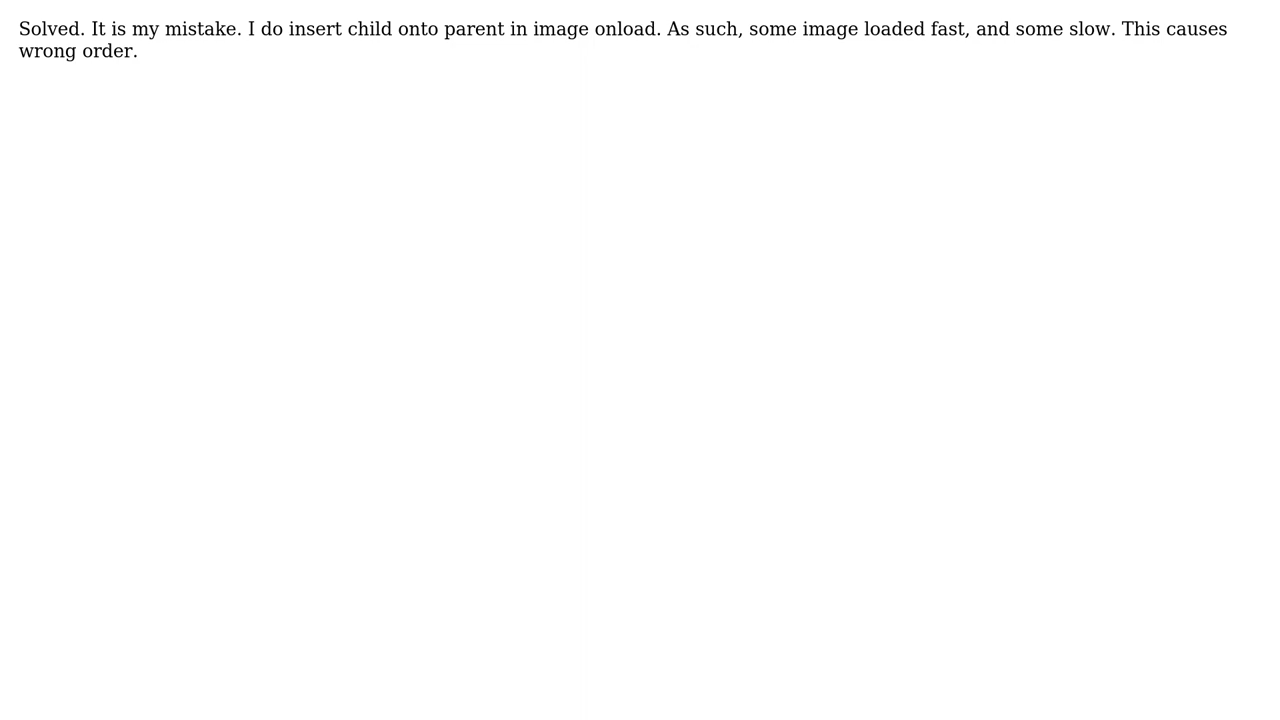 Solved. It is my mistake. I do insert child onto parent in image onload. As such, some image loaded fast, and some slow. This causes
wrong order.